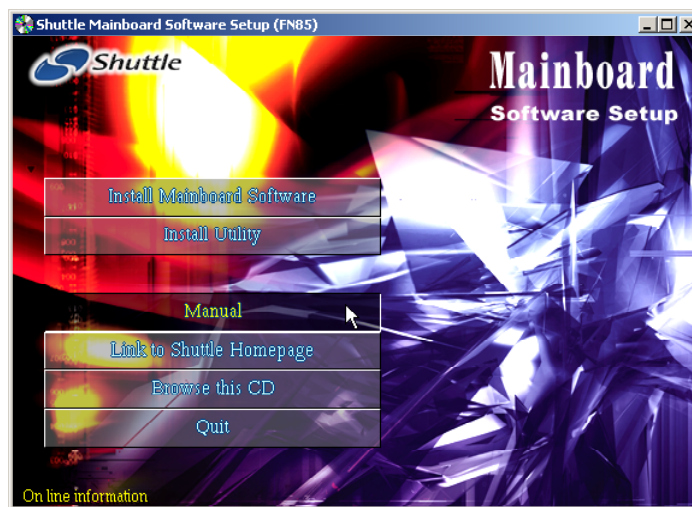 Shuttle Mainboard Software Setup (FN85)
Shuttle
Mainboard
Software Setup
Install Mainboard Software
Install Utility
Manual
Link to Shuttle Homepage
Browse this CD
Quit
On line information